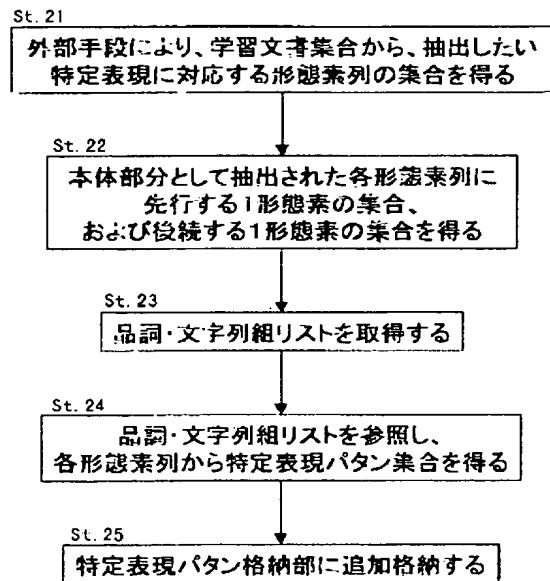 St.21
外部手段により、学習文書集合から、抽出したい
特定表現に対応する形態素列の集合を得る
St.22
本体部分として抽出された各形態素列に
先行する1形態素の集合、
および後続する1形態素の集合を得る
St.23
品詞・文字列組リストを取得する
St.24
品詞・文字列組リストを参照し、
各形態素列から特定表現パタン集合を得る
St.25
特定表現パタン格納部に追加格納する